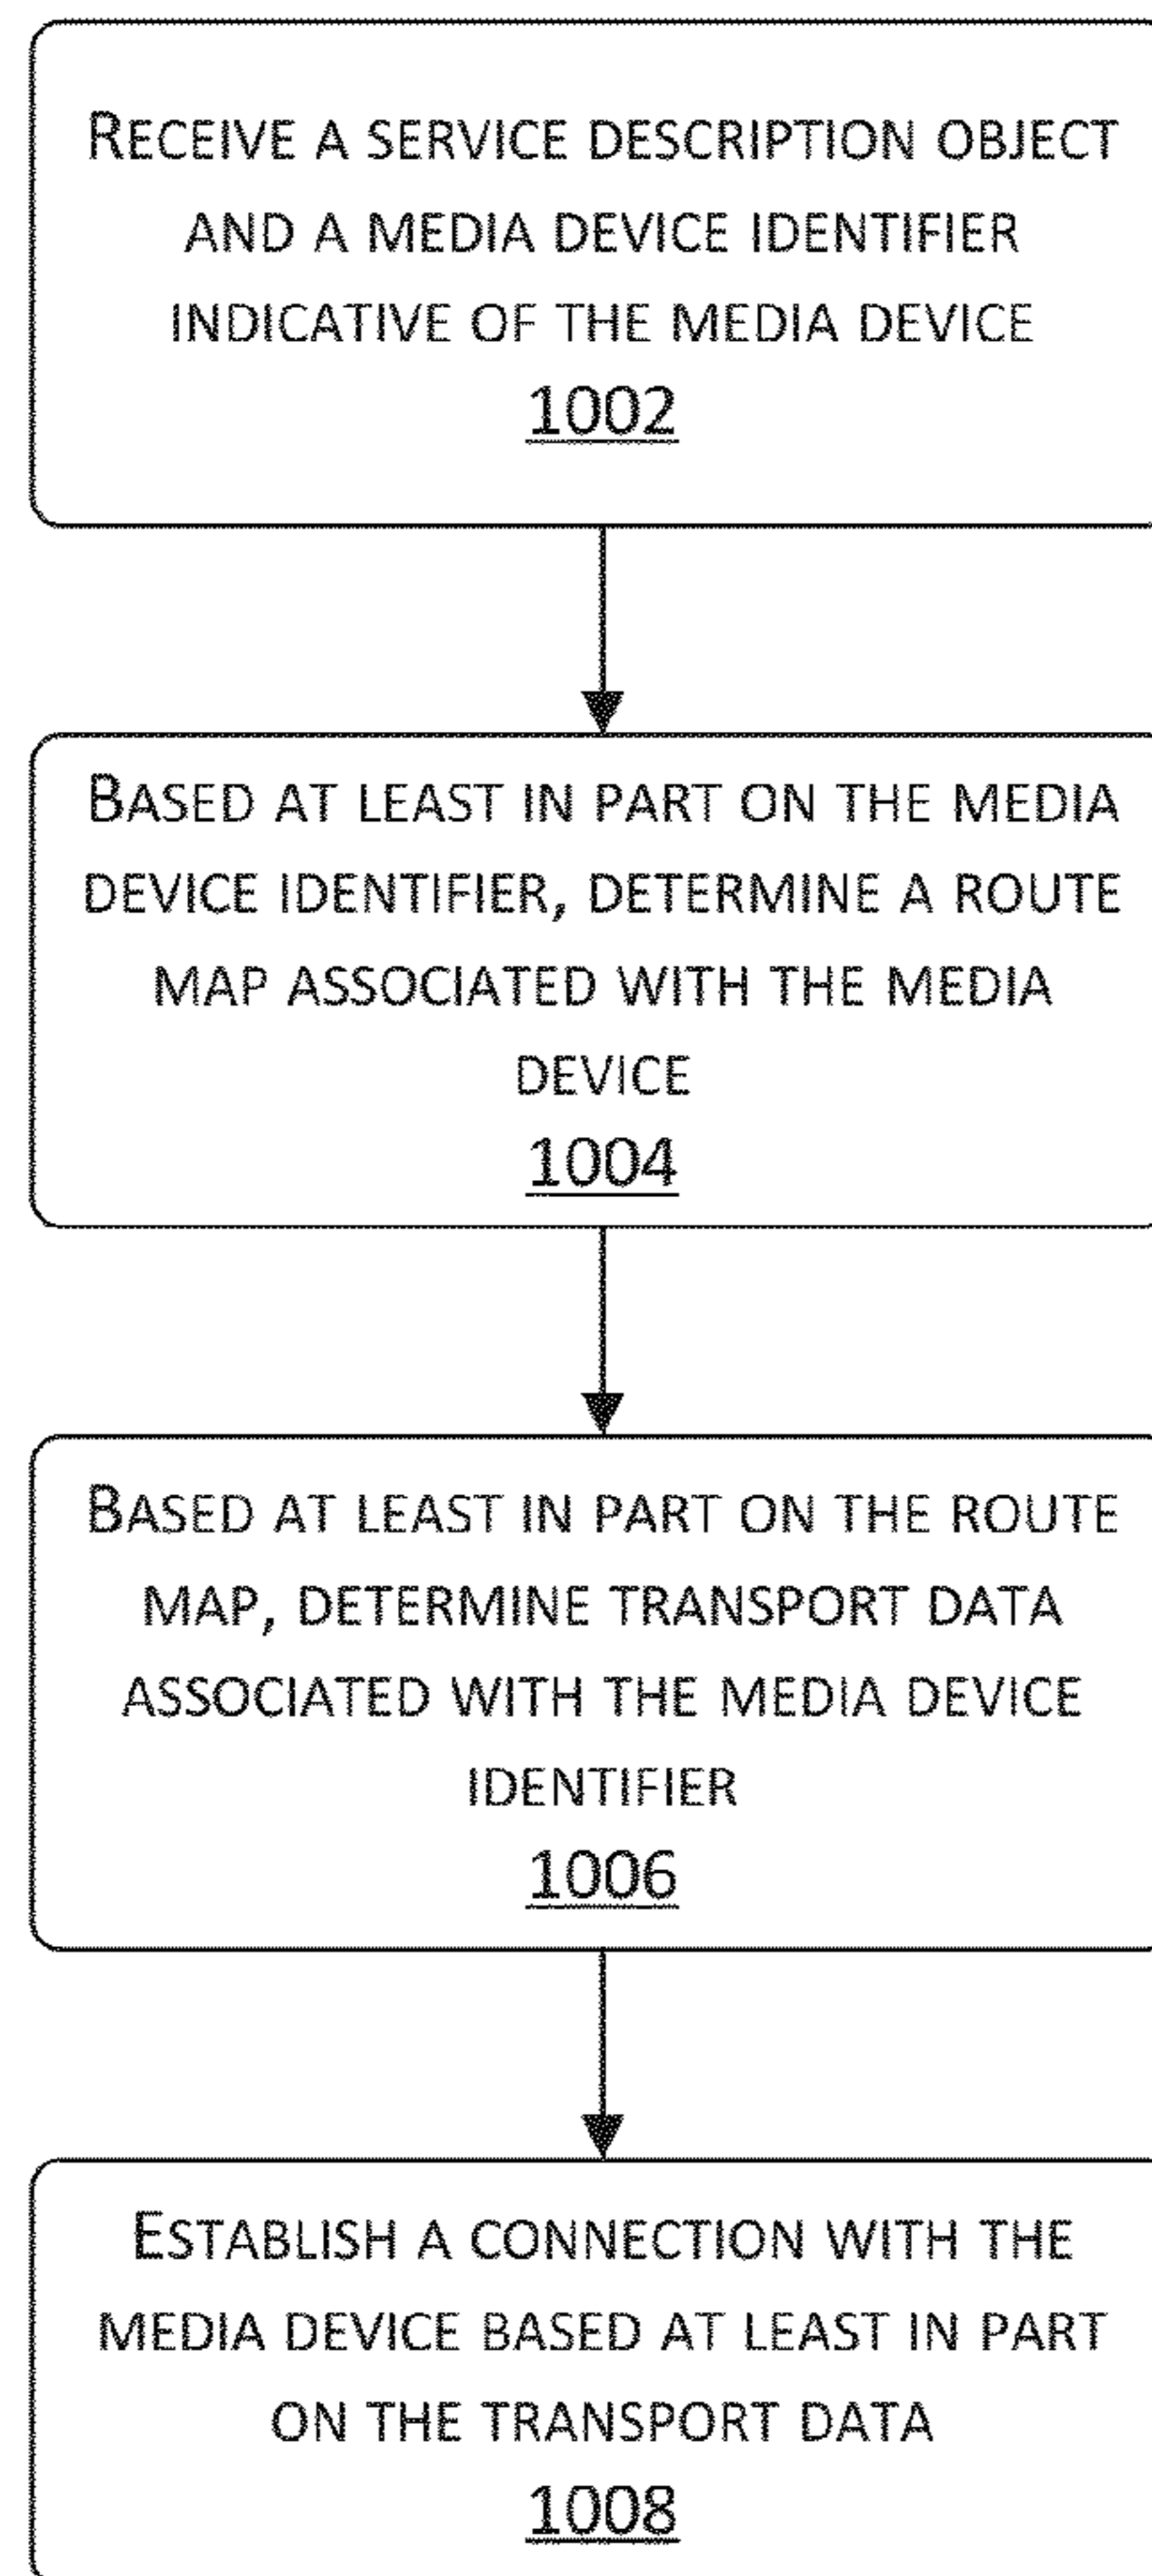 RECEIVE A SERVICE DESCRIPTION OBJECT
AND A MEDIA DEVICE IDENTIFIER
INDICATIVE OF THE MEDIA DEVICE
1002
BASED AT LEAST IN PART ON THE MEDIA
DEVICE IDENTIFIER, DETERMINE A ROUTE
MAP ASSOCIATED WITH THE MEDIA
DEVICE
1004
BASED AT LEAST IN PART ON THE ROUTE
MAP, DETERMINE TRANSPORT DATA
ASSOCIATED WITH THE MEDIA DEVICE
IDENTIFIER
1006
ESTABLISH A CONNECTION WITH THE
MEDIA DEVICE BASED AT LEAST IN PART
ON THE TRANSPORT DATA
1008